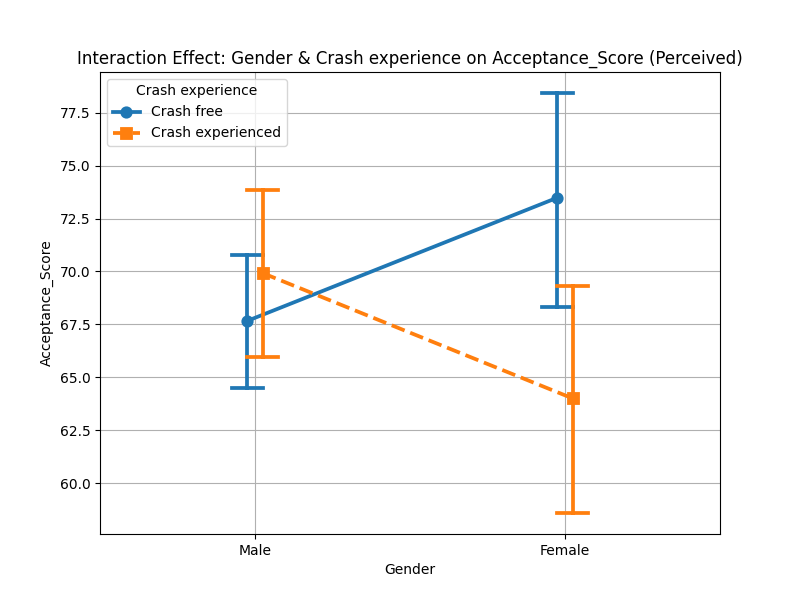 Interaction Effect: Gender & Crash experience on Acceptance_Score (Perceived)
Crash experience
Crash free
Crash experienced
77.5
75.0
72.5
70.0
67.5
65.0
62.5
60.0
Acceptance_Score
Male
Female
Gender